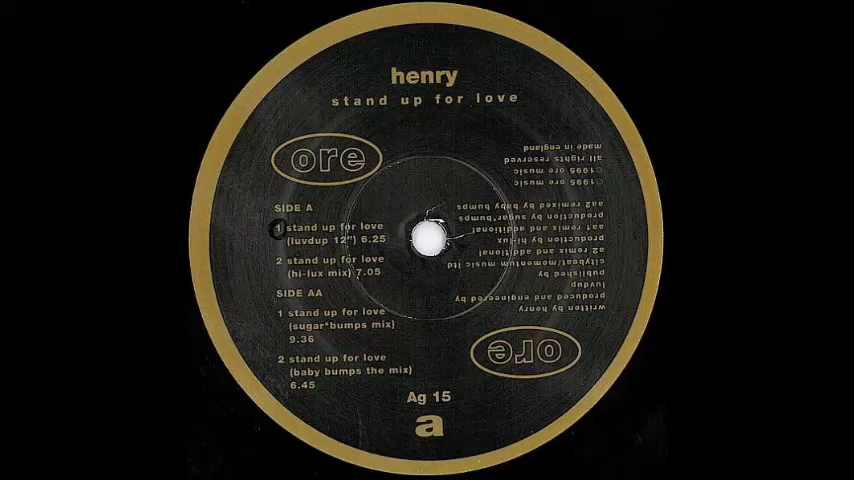 henry
stand up for love
ore
SIDE A
1 stand up for love
(luvdup 12") 6.25
2 stand up for love
(hi-lux mix) 7.05
SIDE AA
1 stand up for love
(sugar*bumps mix)
9.36
2 stand up for love
(baby bumps the mix)
6.45
Ag 15
a
ore
written by henry
produced and engineered by
luvdup
published by
citybeat/momentum music ltd
a2 remix and additional
production by hi-lux
aa1 remix and additional
production by sugar*bumps
aa2 remixed by baby bumps
©1995 ore music
©1995 ore music
all rights reserved
made in england